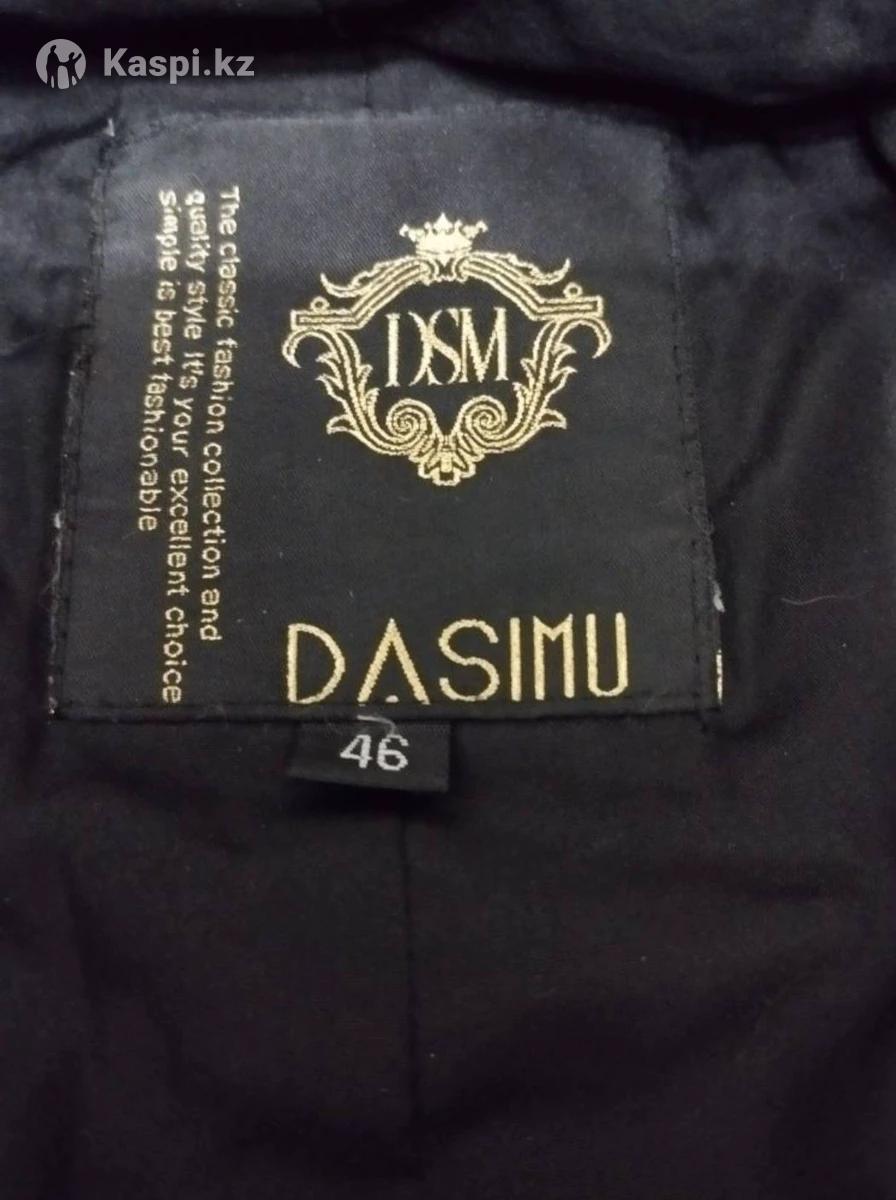 Kaspi.kz
The classic fashion collection and
quality style it's your excellent choice
Simple is best fashionable
DSM
DASIMU
46